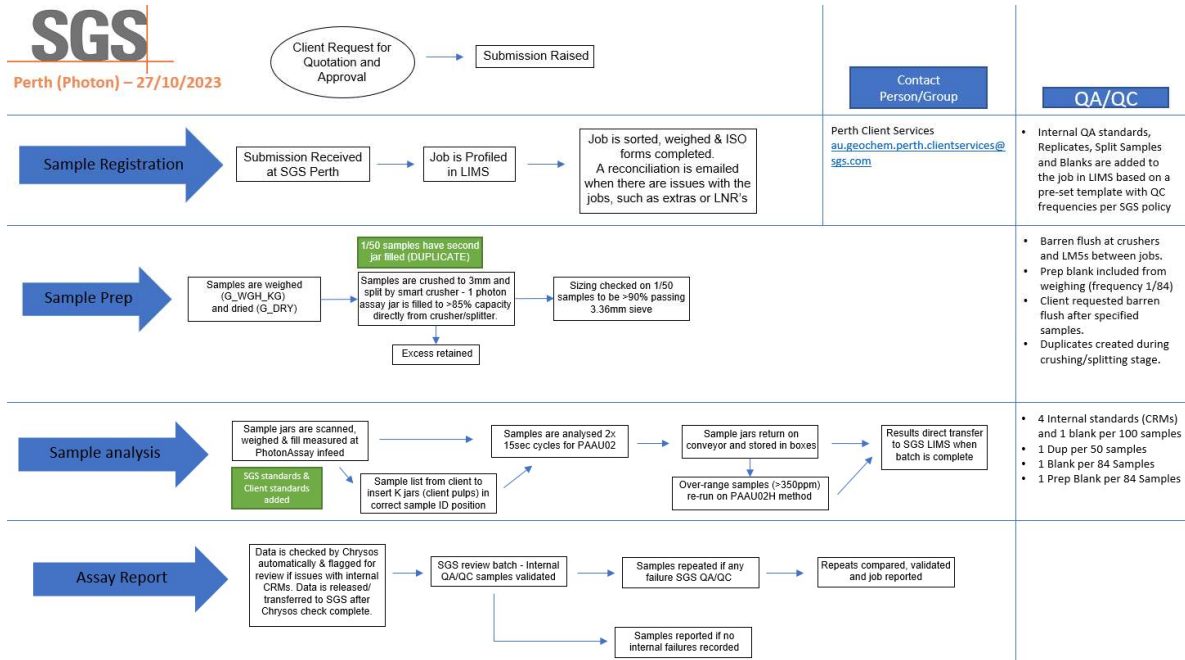 SGS
Perth (Photon) – 27/10/2023
Client Request for
Quotation and
Approval
Submission Raised
Contact
Person/Group
QA/QC
Sample Registration
Submission Received
at SGS Perth
Job is Profiled
in LIMS
Job is sorted, weighed & ISO
forms completed.
A reconciliation is emailed
when there are issues with the
jobs, such as extras or LNR's
Perth Client Services
au.geochem.perth.clientservices@
sgs.com
• Internal QA standards,
Replicates, Split Samples
and Blanks are added to
the job in LIMS based on a
pre-set template with QC
frequencies per SGS policy
Sample Prep
Samples are weighed
(G_WGH_KG)
and dried (G_DRY)
1/50 samples have second
jar filled (DUPLICATE)
Samples are crushed to 3mm and
split by smart crusher - 1 photon
assay jar is filled to >85% capacity
directly from crusher/splitter.
Excess retained
Sizing checked on 1/50
samples to be >90% passing
3.36mm sieve
• Barren flush at crushers
and LM5s between jobs.
• Prep blank included from
weighing (frequency 1/84)
• Client requested barren
flush after specified
samples.
• Duplicates created during
crushing/splitting stage.
Sample analysis
Sample jars are scanned,
weighed & fill measured at
PhotonAssay infeed
SGS standards &
Client standards
added
Sample list from client to
insert K jars (client pulps) in
correct sample ID position
Samples are analysed 2x
15sec cycles for PAAU02
Sample jars return on
conveyor and stored in boxes
Over-range samples (>350ppm)
re-run on PAAU02H method
Results direct transfer
to SGS LIMS when
batch is complete
• 4 Internal standards (CRMs)
and 1 blank per 100 samples
• 1 Dup per 50 samples
• 1 Blank per 84 Samples
• 1 Prep Blank per 84 Samples
Assay Report
Data is checked by Chrysos
automatically & flagged for
review if issues with internal
CRMs. Data is released/
transferred to SGS after
Chrysos check complete.
SGS review batch - Internal
QA/QC samples validated
Samples repeated if any
failure SGS QA/QC
Repeats compared, validated
and job reported
Samples reported if no
internal failures recorded